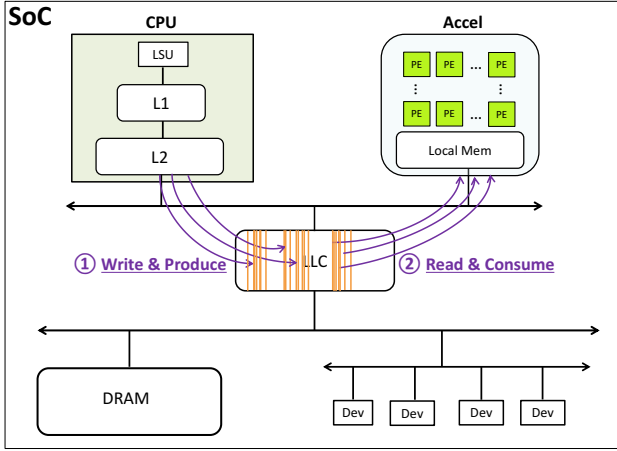 SoC
CPU
Accel
LSU
L1
L2
PE PE ... PE
⋮ ⋮
PE PE ... PE
Local Mem
LLC
① Write & Produce
② Read & Consume
DRAM
Dev Dev Dev Dev